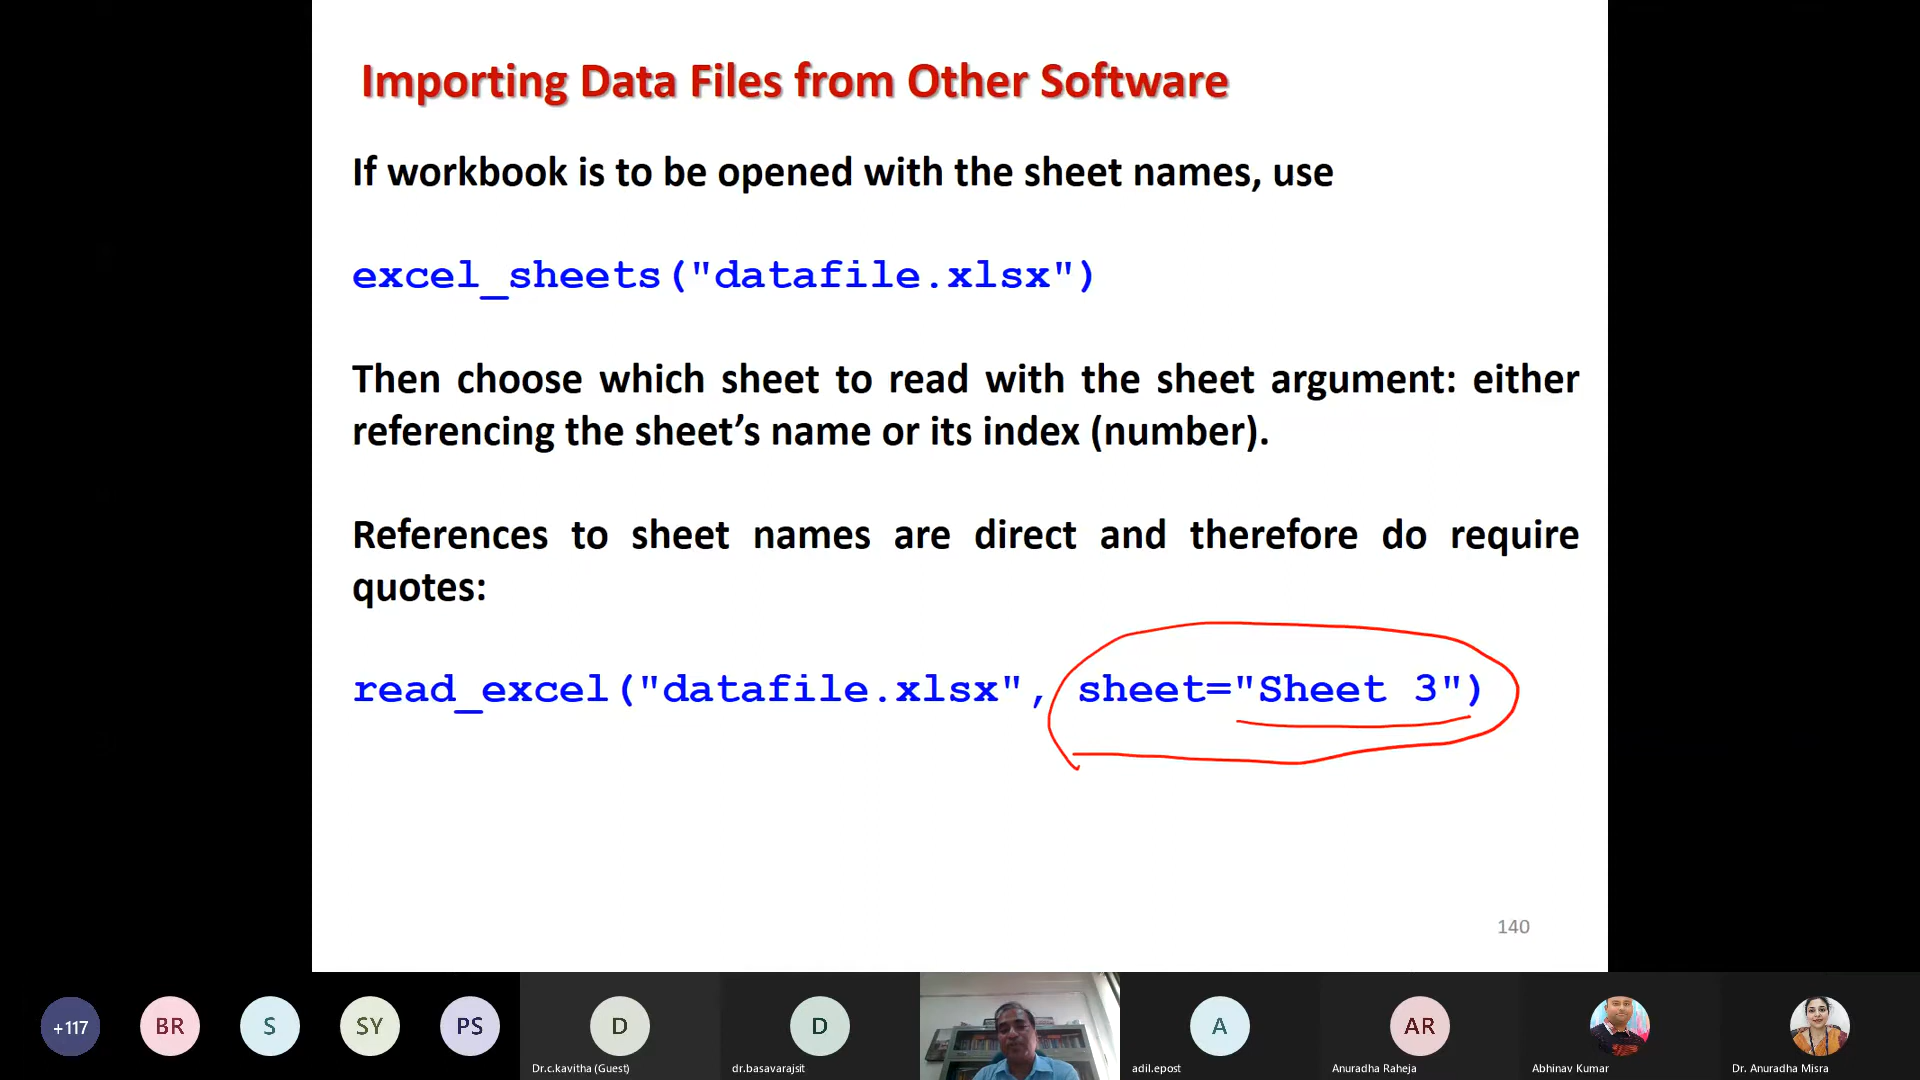 Importing Data Files from Other Software
If workbook is to be opened with the sheet names, use
excel_sheets("datafile.xlsx")
Then choose which sheet to read with the sheet argument: either
referencing the sheet’s name or its index (number).
References to sheet names are direct and therefore do require
quotes:
read_excel("datafile.xlsx", sheet="Sheet 3")
140
+117
BR
S
SY
PS
D
Dr.c.kavitha (Guest)
D
dr.basavarajsit
A
adil.epost
AR
Anuradha Raheja
Abhinav Kumar
Dr. Anuradha Misra